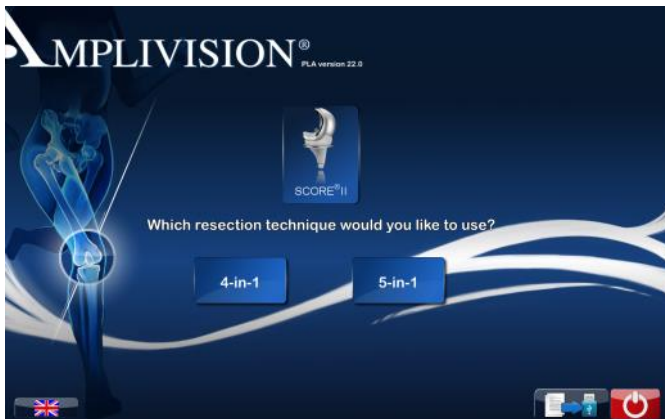 AMPLIVISION®
PLA version 22.0
SCORE®II
Which resection technique would you like to use?
4-in-1
5-in-1